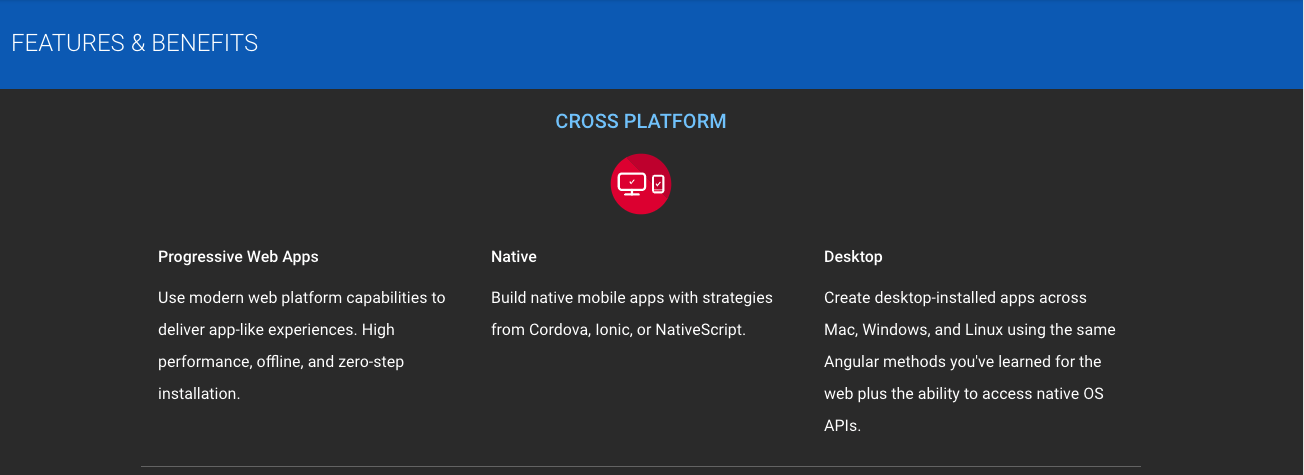 FEATURES & BENEFITS
CROSS PLATFORM
Progressive Web Apps
Use modern web platform capabilities to
deliver app-like experiences. High
performance, offline, and zero-step
installation.
Native
Build native mobile apps with strategies
from Cordova, Ionic, or NativeScript.
Desktop
Create desktop-installed apps across
Mac, Windows, and Linux using the same
Angular methods you've learned for the
web plus the ability to access native OS
APIs.